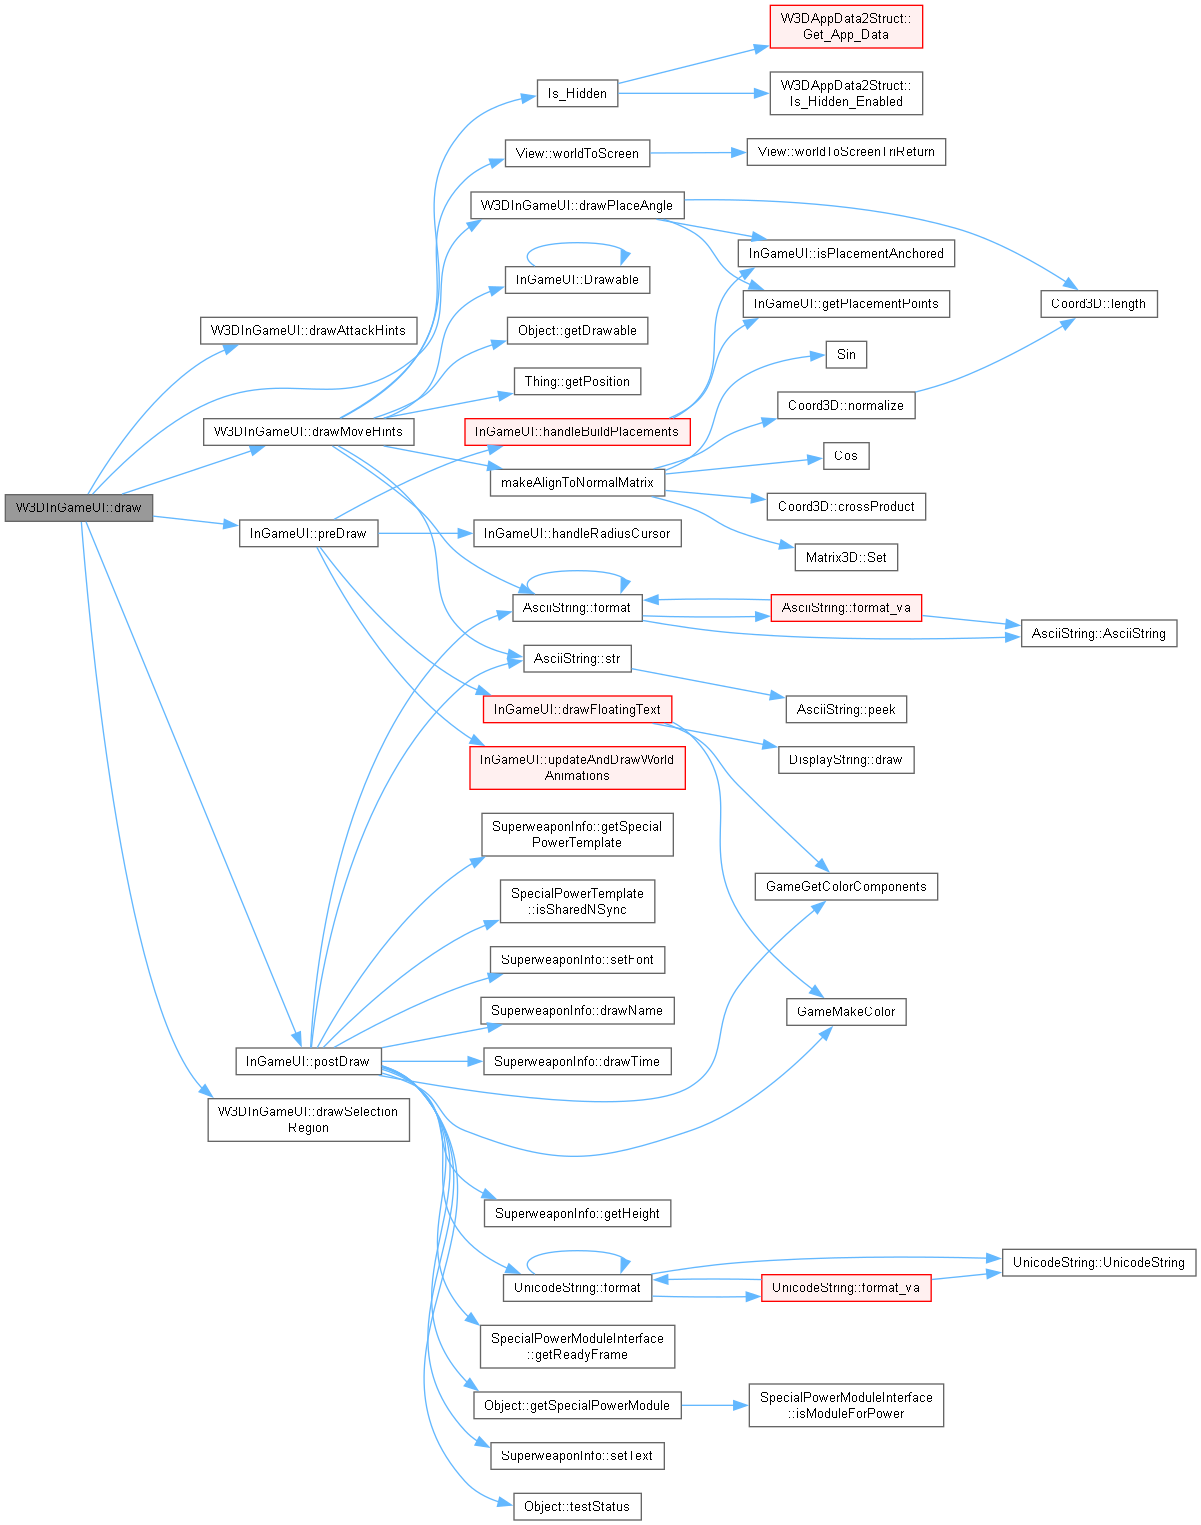 W3DAppData2Struct::
Get_App_Data
Is_Hidden
W3DAppData2Struct::
Is_Hidden_Enabled
View::worldToScreen
View::worldToScreenTriReturn
W3DInGameUI::drawPlaceAngle
InGameUI::isPlacementAnchored
InGameUI::Drawable
InGameUI::getPlacementPoints
Coord3D::length
W3DInGameUI::drawAttackHints
Object::getDrawable
Sin
Thing::getPosition
Coord3D::normalize
W3DInGameUI::drawMoveHints
InGameUI::handleBuildPlacements
Cos
makeAlignToNormalMatrix
W3DInGameUI::draw
Coord3D::crossProduct
InGameUI::preDraw
InGameUI::handleRadiusCursor
Matrix3D::Set
AsciiString::format
AsciiString::format_va
AsciiString::AsciiString
AsciiString::str
InGameUI::drawFloatingText
AsciiString::peek
DisplayString::draw
InGameUI::updateAndDrawWorld
Animations
SuperweaponInfo::getSpecial
PowerTemplate
GameGetColorComponents
SpecialPowerTemplate
::isSharedNSync
SuperweaponInfo::setFont
SuperweaponInfo::drawName
GameMakeColor
InGameUI::postDraw
SuperweaponInfo::drawTime
W3DInGameUI::drawSelection
Region
SuperweaponInfo::getHeight
UnicodeString::format
UnicodeString::format_va
UnicodeString::UnicodeString
SpecialPowerModuleInterface
::getReadyFrame
Object::getSpecialPowerModule
SpecialPowerModuleInterface
::isModuleForPower
SuperweaponInfo::setText
Object::testStatus